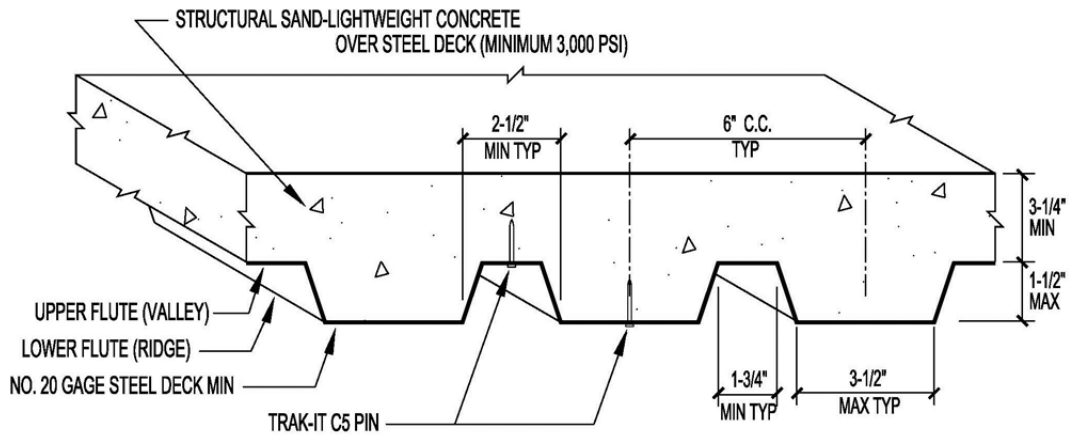 STRUCTURAL SAND-LIGHTWEIGHT CONCRETE
OVER STEEL DECK (MINIMUM 3,000 PSI)
2-1/2"
MIN TYP
6" C.C.
TYP
3-1/4"
MIN
1-1/2"
MAX
UPPER FLUTE (VALLEY)
LOWER FLUTE (RIDGE)
NO. 20 GAGE STEEL DECK MIN
TRAK-IT C5 PIN
1-3/4"
MIN TYP
3-1/2"
MAX TYP